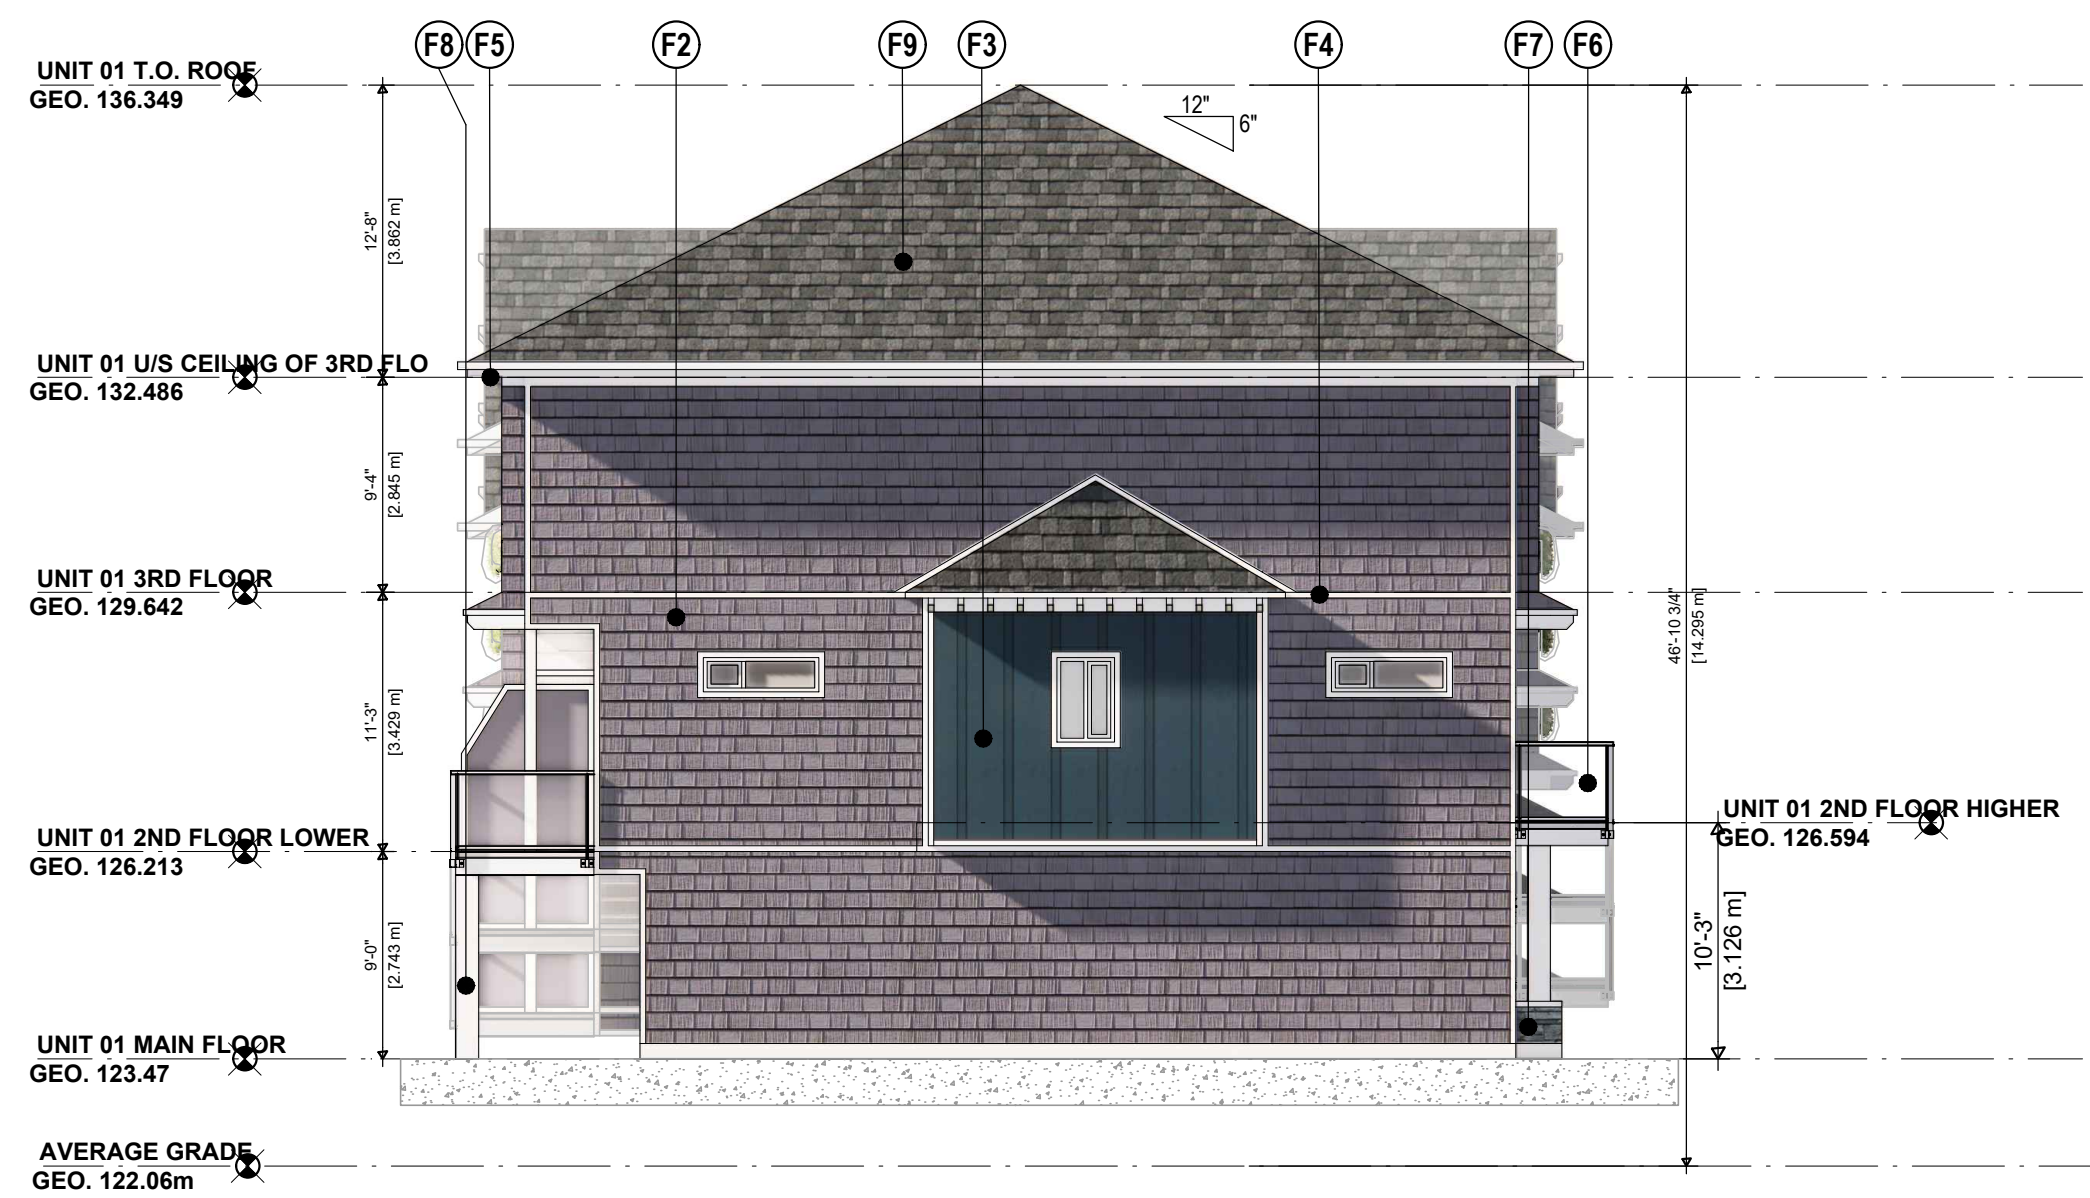 F8 F5 F2 F9 F3 F4 F7 F6
UNIT 01 T.O. ROOF
GEO. 136.349
12"
6"
12'-8"
[3.862 m]
UNIT 01 U/S CEILING OF 3RD FLO
GEO. 132.486
9'-4"
[2.845 m]
UNIT 01 3RD FLOOR
GEO. 129.642
46'-10 3/4"
[14.295 m]
11'-3"
[3.429 m]
UNIT 01 2ND FLOOR HIGHER
GEO. 126.594
UNIT 01 2ND FLOOR LOWER
GEO. 126.213
9'-0"
[2.743 m]
10'-3"
[3.126 m]
UNIT 01 MAIN FLOOR
GEO. 123.47
AVERAGE GRADE
GEO. 122.06m